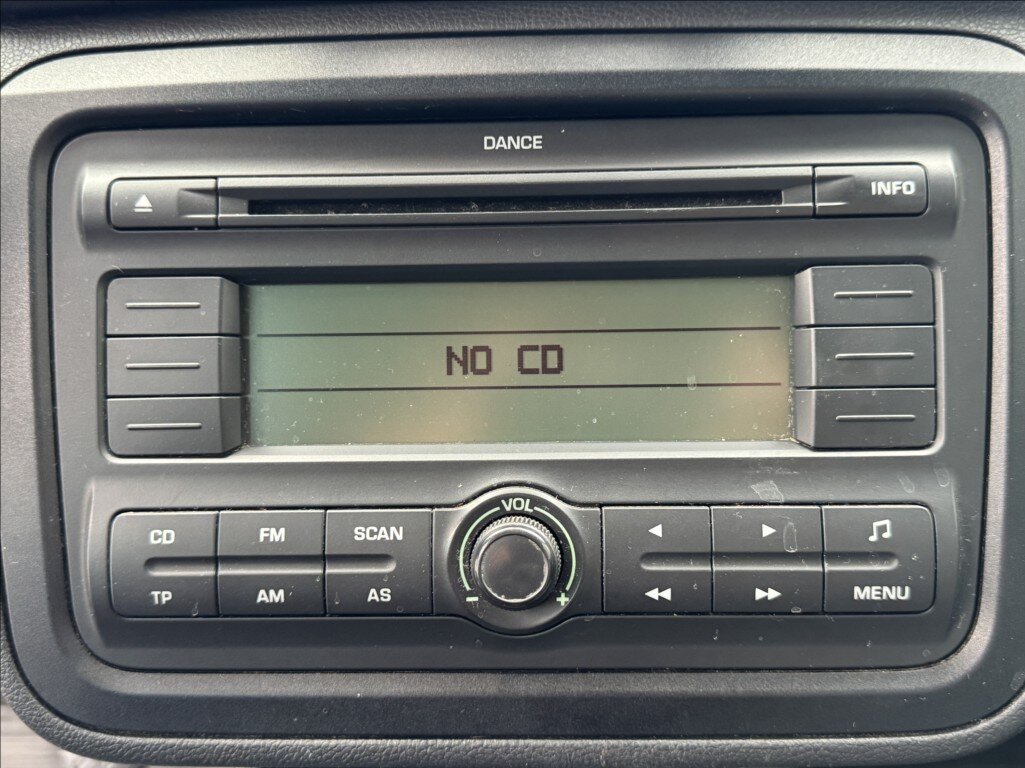 DANCE
INFO
NO CD
VOL
CD FM SCAN
TP AM AS
- +
MENU